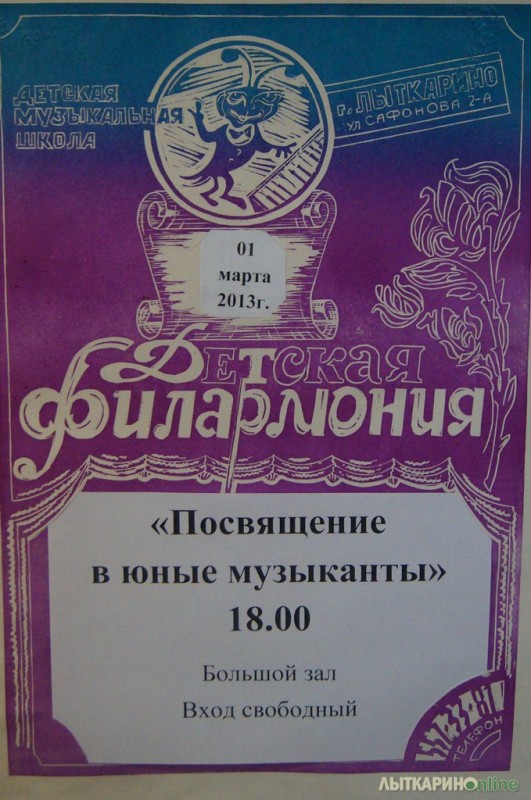 ДЕТСКАЯ
МУЗЫКАЛЬНАЯ
ШКОЛА
г. ЛЫТКАРИНО
УЛ САФОНОВА 2-А
01
марта
2013г.
ДЕТСКАЯ
ФИЛАРМОНИЯ
«Посвящение
в юные музыканты»
18.00
Большой зал
Вход свободный
ТЕЛЕФОН
ЛЫТКАРИНОonline